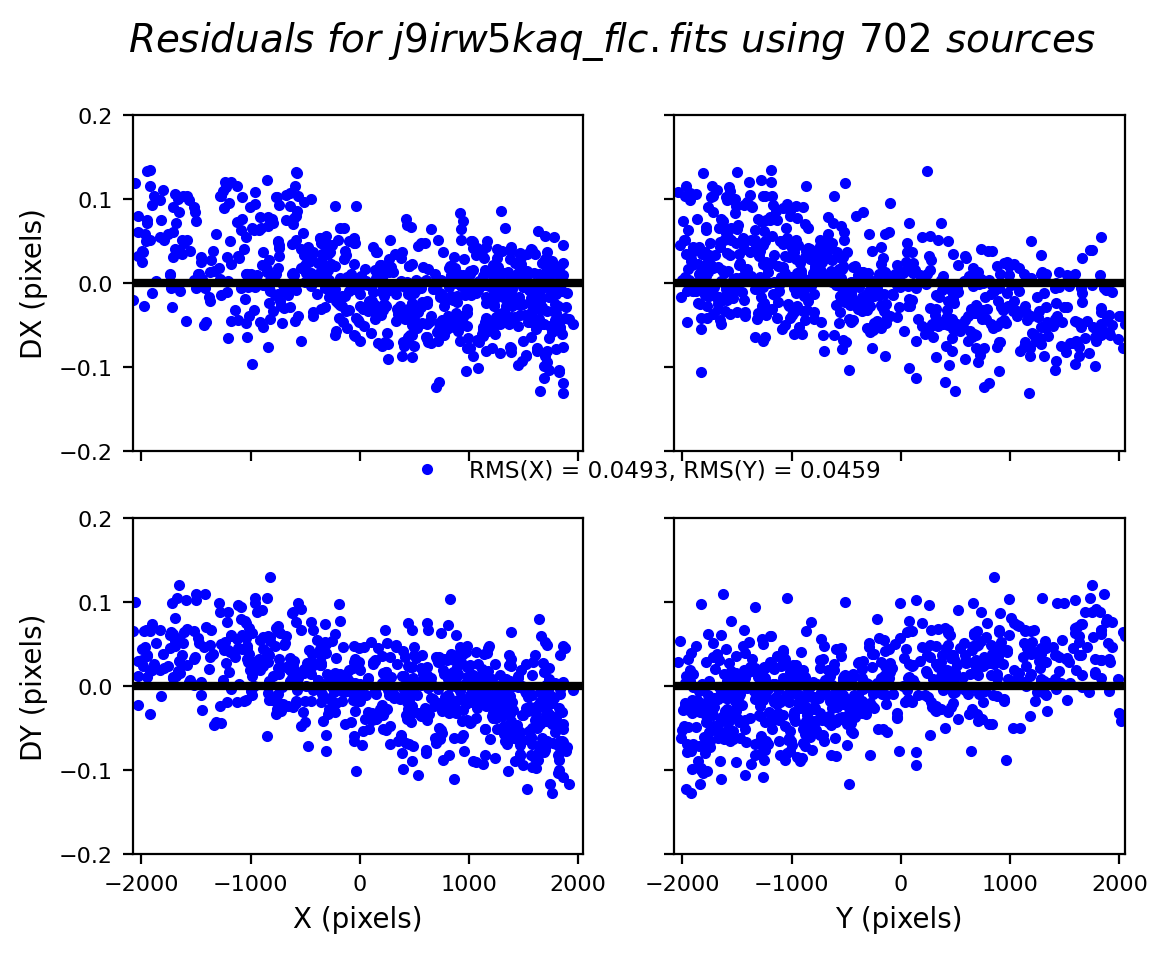 Residuals for j9irw5kaq_flc.fits using 702 sources
0.2
0.1
0.0
−0.1
−0.2
DX (pixels)
RMS(X) = 0.0493, RMS(Y) = 0.0459
0.2
0.1
0.0
−0.1
−0.2
DY (pixels)
−2000 −1000 0 1000 2000
X (pixels)
−2000 −1000 0 1000 2000
Y (pixels)